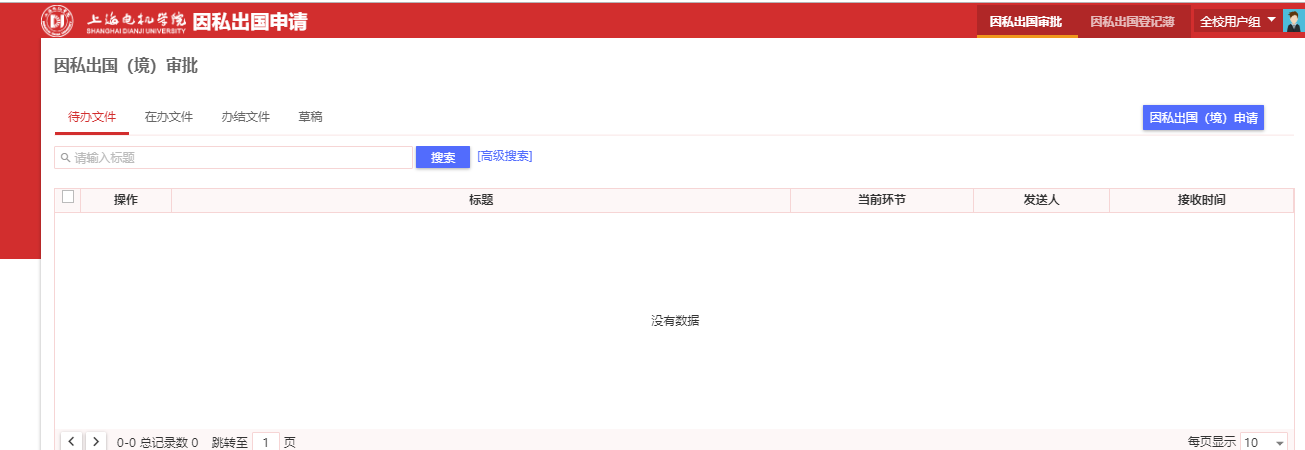 上海电机学院 因私出国申请 因私出国审批 因私出国登记薄 全校用户组
SHANGHAI DIANJI UNIVERSITY
因私出国（境）审批
待办文件 在办文件 办结文件 草稿 因私出国（境）申请
请输入标题 搜索 [高级搜索]
操作 标题 当前环节 发送人 接收时间
没有数据
0-0 总记录数 0 跳转至 1 页 每页显示 10